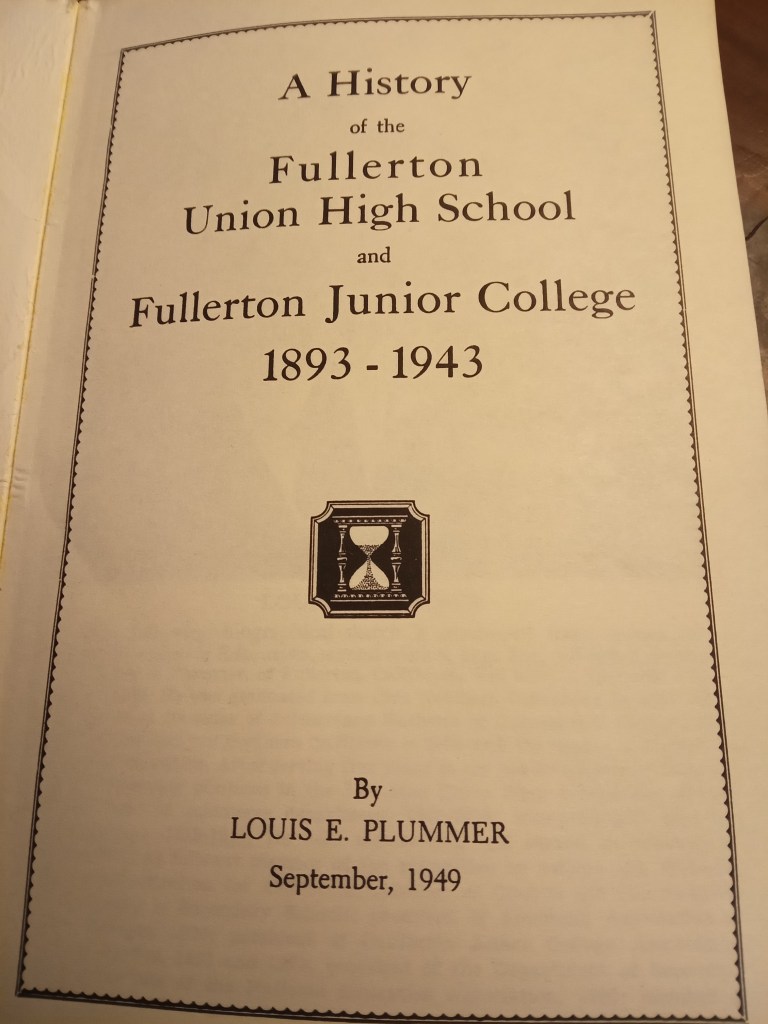 A History
of the
Fullerton
Union High School
and
Fullerton Junior College
1893 - 1943
By
LOUIS E. PLUMMER
September, 1949